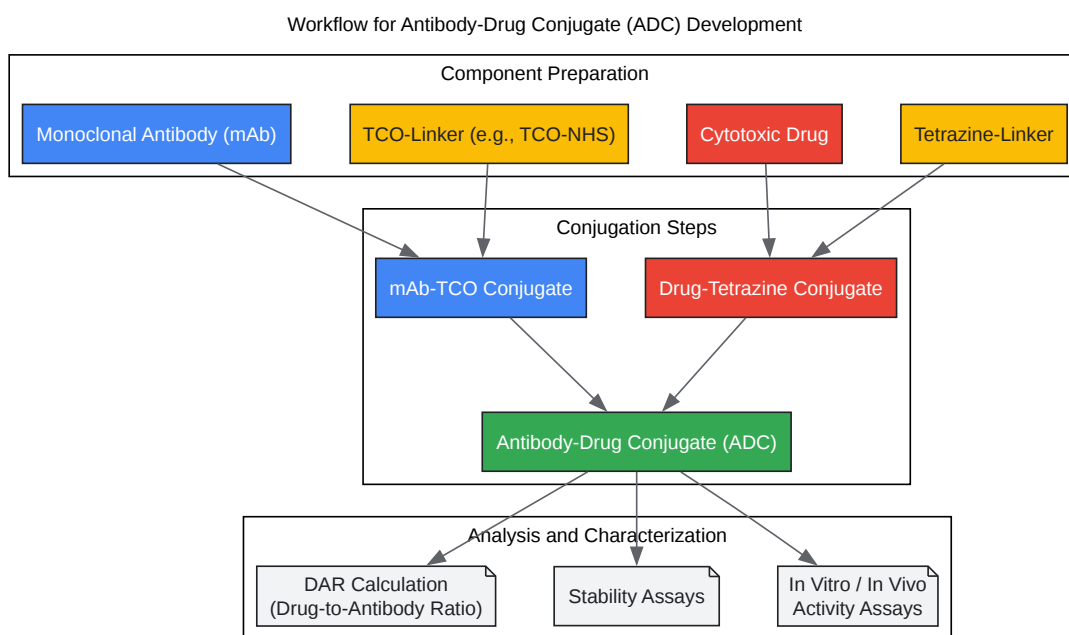 Workflow for Antibody-Drug Conjugate (ADC) Development
Component Preparation
Monoclonal Antibody (mAb)
TCO-Linker (e.g., TCO-NHS)
Cytotoxic Drug
Tetrazine-Linker
Conjugation Steps
mAb-TCO Conjugate
Drug-Tetrazine Conjugate
Antibody-Drug Conjugate (ADC)
Analysis and Characterization
DAR Calculation
(Drug-to-Antibody Ratio)
Stability Assays
In Vitro / In Vivo
Activity Assays